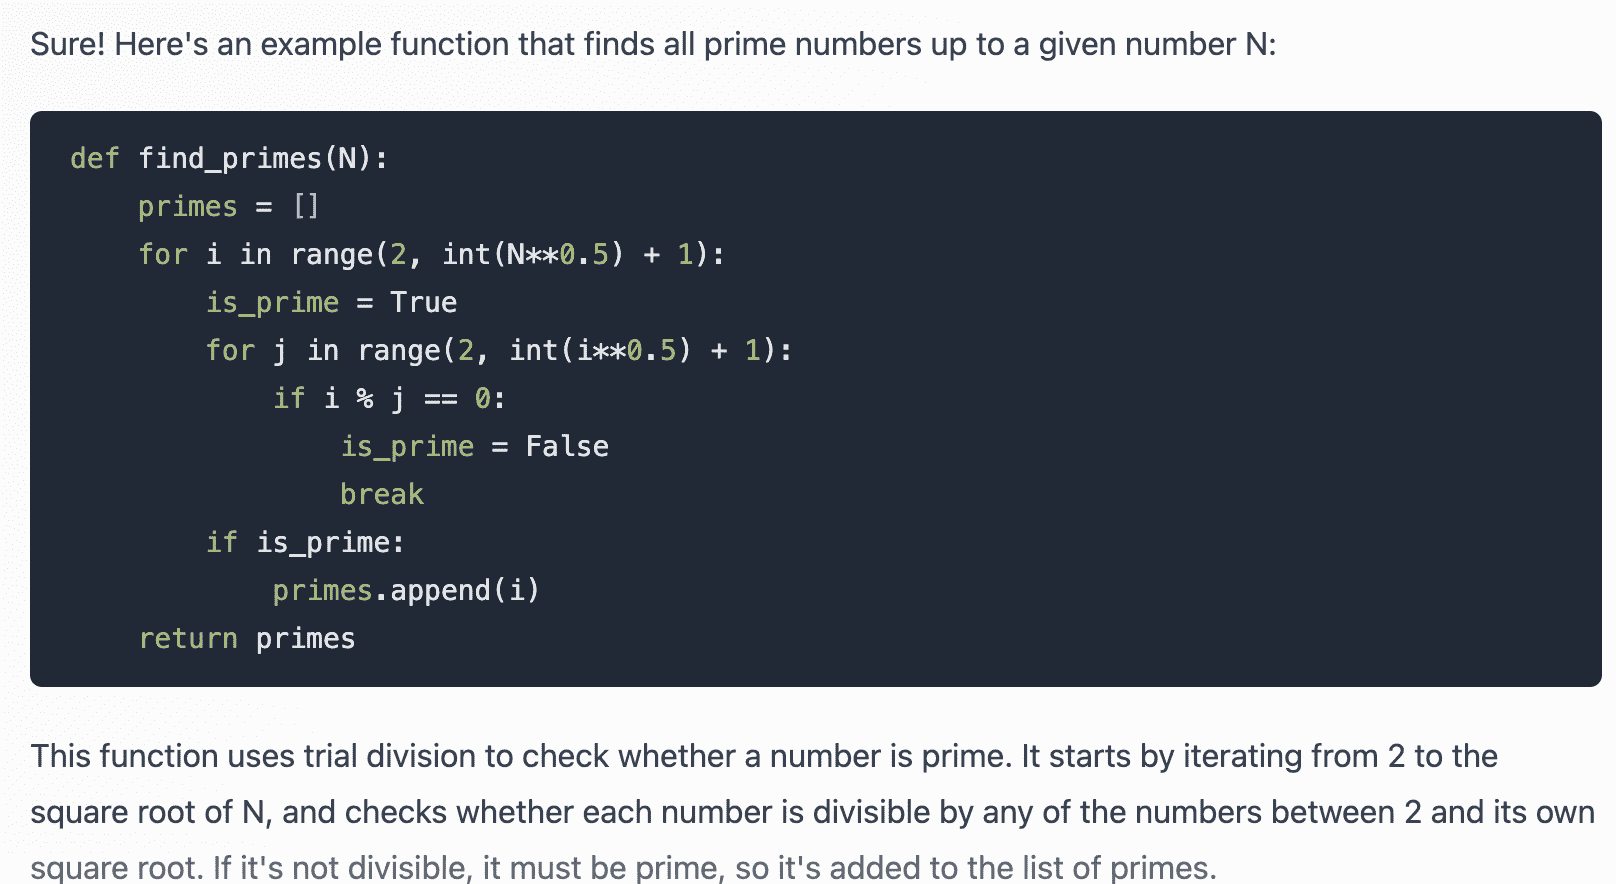 Sure! Here's an example function that finds all prime numbers up to a given number N:
def find_primes(N):
    primes = []
    for i in range(2, int(N**0.5) + 1):
        is_prime = True
        for j in range(2, int(i**0.5) + 1):
            if i % j == 0:
                is_prime = False
                break
        if is_prime:
            primes.append(i)
    return primes
This function uses trial division to check whether a number is prime. It starts by iterating from 2 to the
square root of N, and checks whether each number is divisible by any of the numbers between 2 and its own
square root. If it's not divisible, it must be prime, so it's added to the list of primes.